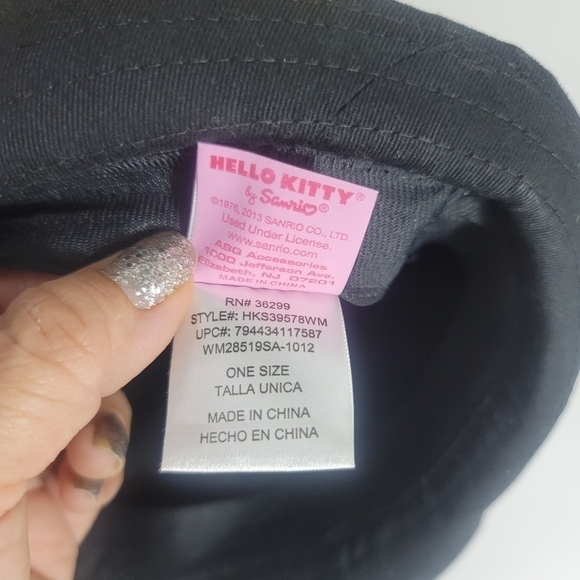 HELLO KITTY®
by Sanrio®
©1976, 2013 SANRIO CO., LTD.
Used Under License.
www.sanrio.com
ABG Accessories
1000 Jefferson Ave.
Elizabeth, NJ 07201
MADE IN CHINA
RN# 36299
STYLE#: HKS39578WM
UPC#: 794434117587
WM28519SA-1012
ONE SIZE
TALLA UNICA
MADE IN CHINA
HECHO EN CHINA